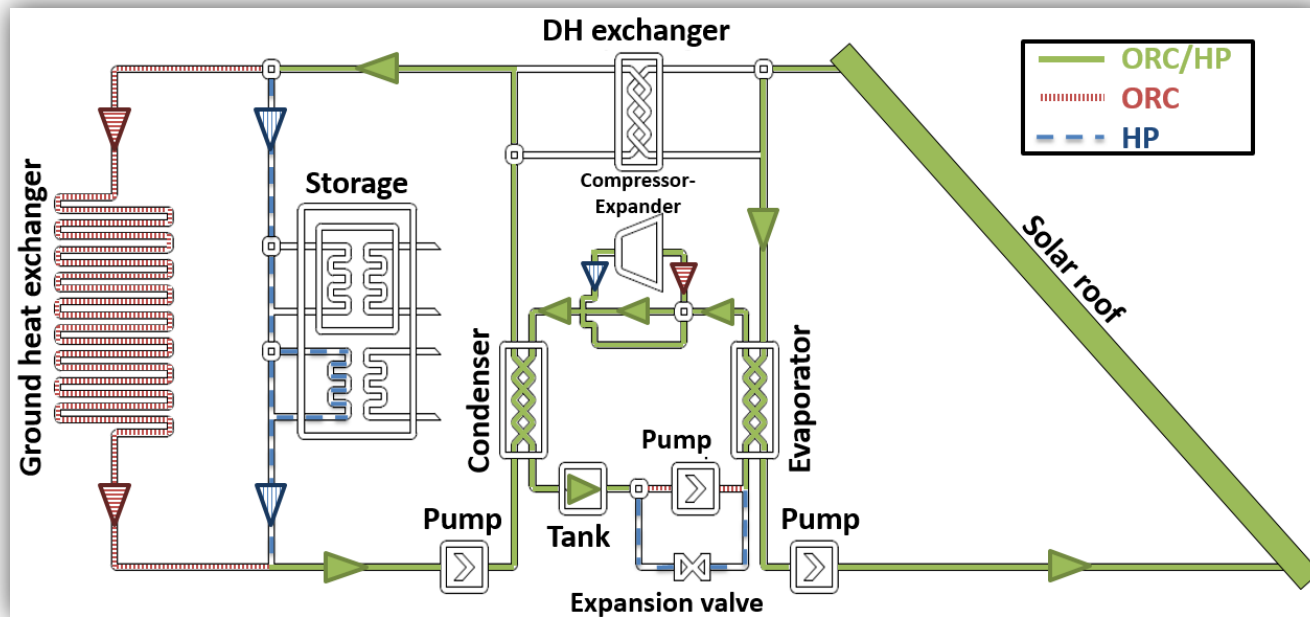 DH exchanger
ORC/HP
ORC
HP
Compressor-
Expander
Storage
Ground heat exchanger
Solar roof
Condenser
Evaporator
Pump
Pump
Tank
Pump
Expansion valve